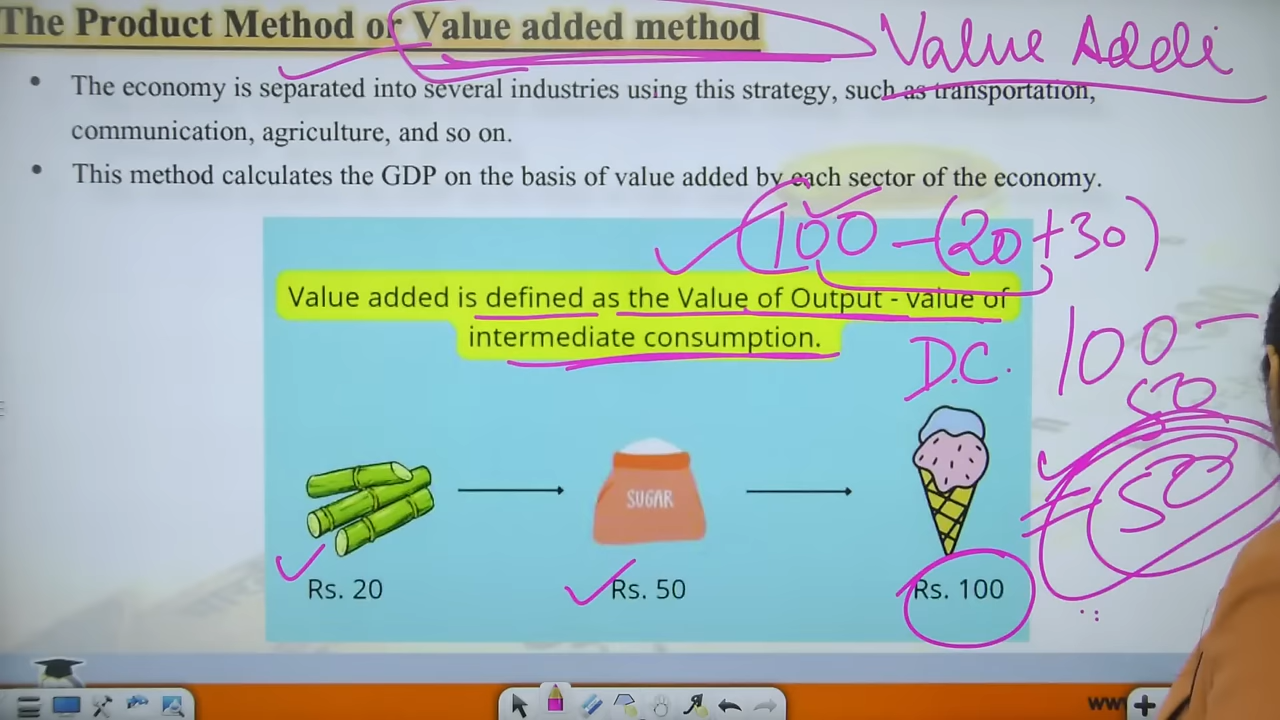 The Product Method or Value added method
Value Addi
• The economy is separated into several industries using this strategy, such as transportation,
communication, agriculture, and so on.
• This method calculates the GDP on the basis of value added by each sector of the economy.
100 - (20+30)
Value added is defined as the Value of Output - value of
intermediate consumption.
D.C.
100 -
50
= 50
SUGAR
Rs. 20
Rs. 50
Rs. 100
ww